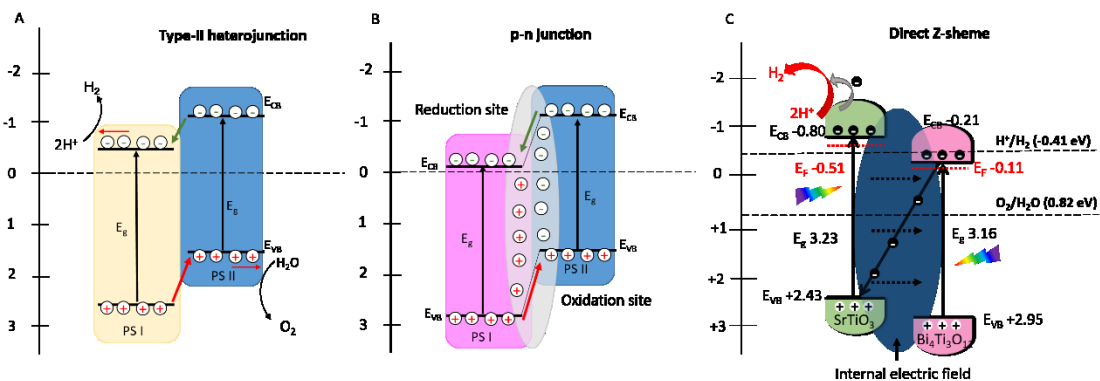 A
Type-II heterojunction
-2
-1
0
1
2
3
H2
2H+
ECB
Eg
Eg
EVB
PS II
H2O
PS I
O2
B
p-n junction
-2
-1
0
1
2
3
Reduction site
ECB
ECB
Eg
Eg
EVB
PS II
Oxidation site
EVB
PS I
C
Direct Z-sheme
−2
−1
0
+1
+2
+3
H2
2H+
ECB -0.80
ECB -0.21
H+/H2 (-0.41 eV)
EF -0.51
EF -0.11
O2/H2O (0.82 eV)
Eg 3.23
Eg 3.16
EVB +2.43
SrTiO3
EVB +2.95
Bi4Ti3O12
Internal electric field